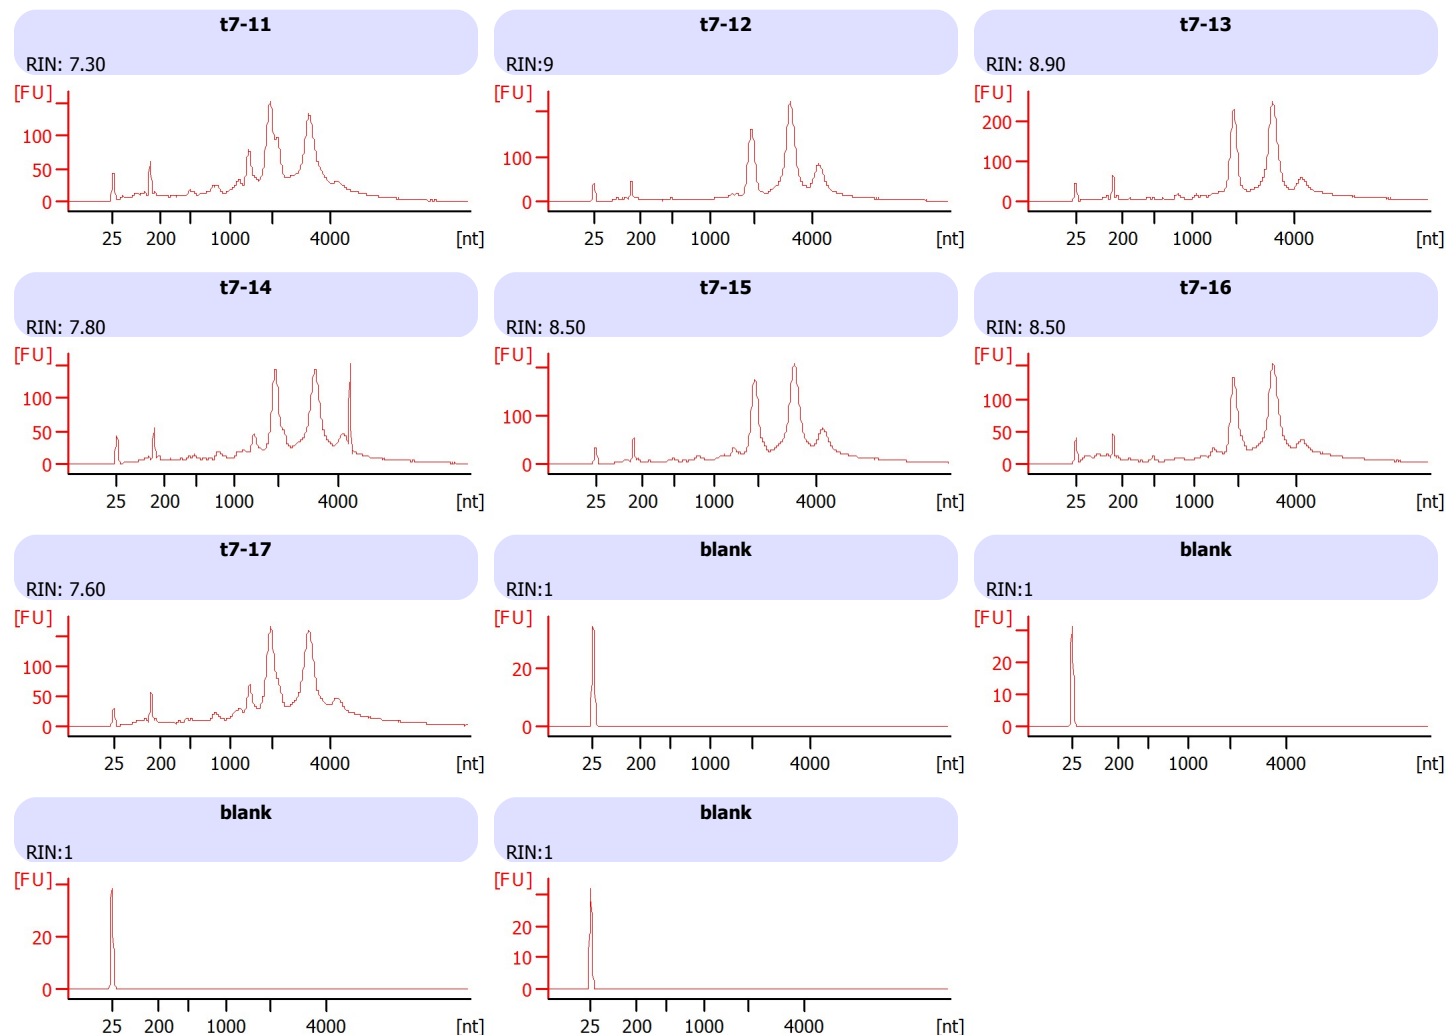 t7-11
RIN: 7.30
[FU]
100
50
0
25 200 1000 4000 [nt]
t7-12
RIN:9
[FU]
100
0
25 200 1000 4000 [nt]
t7-13
RIN: 8.90
[FU]
200
100
0
25 200 1000 4000 [nt]
t7-14
RIN: 7.80
[FU]
100
50
0
25 200 1000 4000 [nt]
t7-15
RIN: 8.50
[FU]
100
0
25 200 1000 4000 [nt]
t7-16
RIN: 8.50
[FU]
100
50
0
25 200 1000 4000 [nt]
t7-17
RIN: 7.60
[FU]
100
50
0
25 200 1000 4000 [nt]
blank
RIN:1
[FU]
20
0
25 200 1000 4000 [nt]
blank
RIN:1
[FU]
20
10
0
25 200 1000 4000 [nt]
blank
RIN:1
[FU]
20
0
25 200 1000 4000 [nt]
blank
RIN:1
[FU]
20
10
0
25 200 1000 4000 [nt]